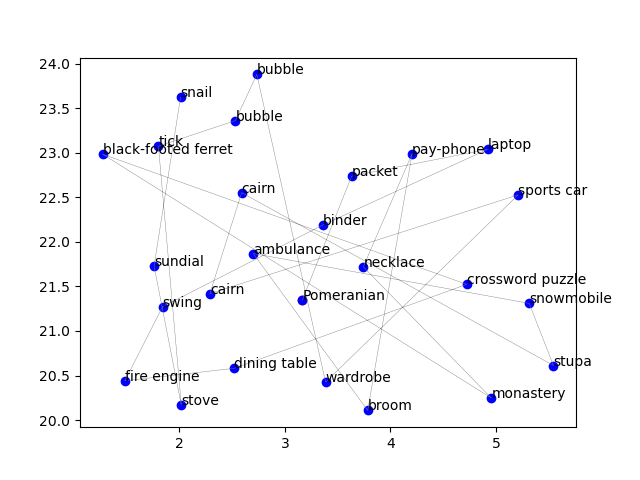 24.0
bubble
snail
23.5
bubble
tick
black-footed ferret
pay-phone
laptop
23.0
packet
cairn
sports car
22.5
binder
22.0
ambulance
sundial
necklace
crossword puzzle
21.5
cairn
Pomeranian
snowmobile
swing
21.0
stupa
dining table
fire engine
wardrobe
20.5
monastery
stove
broom
20.0
2
3
4
5